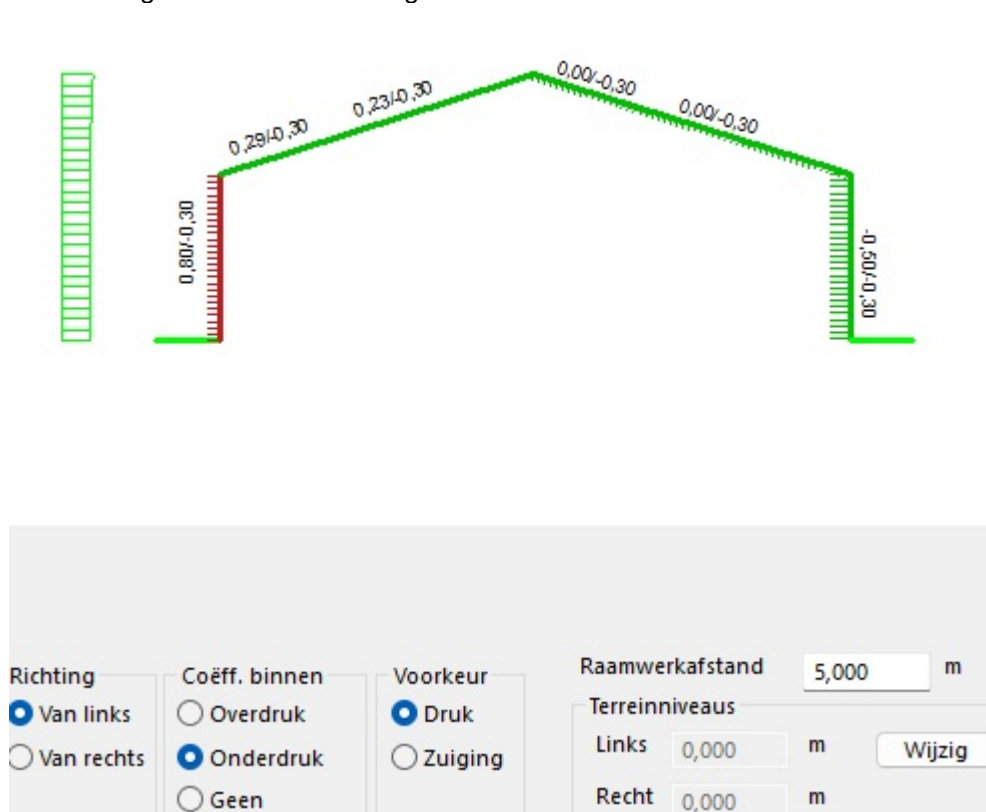 0,00/-0,30
0,23/-0,30
0,00/-0,30
0,29/-0,30
0,80/-0,30
-0,50/-0,30
Richting
Coëff. binnen
Voorkeur
Raamwerkafstand 5,000 m
Van links
Overdruk
Druk
Terreinniveaus
Van rechts
Onderdruk
Zuiging
Links 0,000 m Wijzig
Geen
Recht 0,000 m